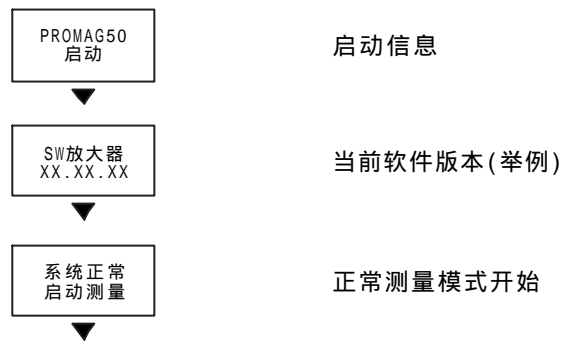 PROMAG50
启动
启动信息
SW放大器
XX.XX.XX
当前软件版本(举例)
系统正常
启动测量
正常测量模式开始